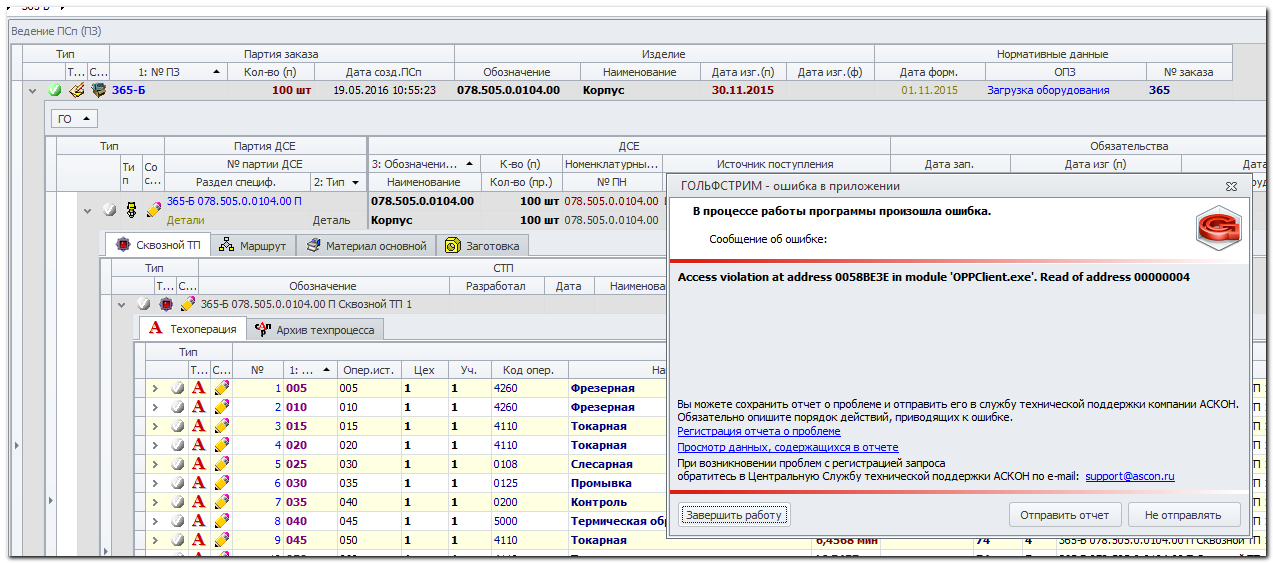 Ведение ПСп (ПЗ)
Тип Партия заказа Изделие Нормативные данные
Т... С... 1: № ПЗ Кол-во (п) Дата созд.ПСп Обозначение Наименование Дата изг.(п) Дата изг.(ф) Дата форм. ОПЗ № заказа
365-Б 100 шт 19.05.2016 10:55:23 078.505.0.0104.00 Корпус 30.11.2015 01.11.2015 Загрузка оборудования 365
ГО
Тип Партия ДСЕ ДСЕ Обязательства
Ти п Со с... № партии ДСЕ 3: Обозначени... К-во (п) Номенклатурны... Источник поступления Дата зап. Дата изг (п) Дата
Раздел специф. 2: Тип Наименование Кол-во (пр.) № ПН
365-Б 078.505.0.0104.00 П 078.505.0.0104.00 100 шт 078.505.0.0104.00
Детали Деталь Корпус 100 шт 078.505.0.0104.00
Сквозной ТП Маршрут Материал основной Заготовка
Тип СТП
Т... С... Обозначение Разработал Дата Наименова
365-Б 078.505.0.0104.00 П Сквозной ТП 1
Техоперация Архив техпроцесса
Тип
Т... С... № 1: ... Опер.ист. Цех Уч. Код опер. На
1 005 005 1 1 4260 Фрезерная
2 010 010 1 1 4260 Фрезерная
3 015 015 1 1 4110 Токарная
4 020 020 1 1 4110 Токарная
5 025 030 1 1 0108 Слесарная
6 030 035 1 1 0125 Промывка
7 035 040 1 1 0200 Контроль
8 040 045 1 1 5000 Термическая обр
9 045 050 1 1 4110 Токарная 6,4568 мин 74 4 365-Б 078.505.0.0104.00 П Сквозной ТП
ГОЛЬФСТРИМ - ошибка в приложении
В процессе работы программы произошла ошибка.
Сообщение об ошибке:
Access violation at address 0058BE3E in module 'OPPClient.exe'. Read of address 00000004
Вы можете сохранить отчет о проблеме и отправить его в службу технической поддержки компании АСКОН.
Обязательно опишите порядок действий, приводящих к ошибке.
Регистрация отчета о проблеме
Просмотр данных, содержащихся в отчете
При возникновении проблем с регистрацией запроса
обратитесь в Центральную Службу технической поддержки АСКОН по e-mail: support@ascon.ru
Завершить работу Отправить отчет Не отправлять